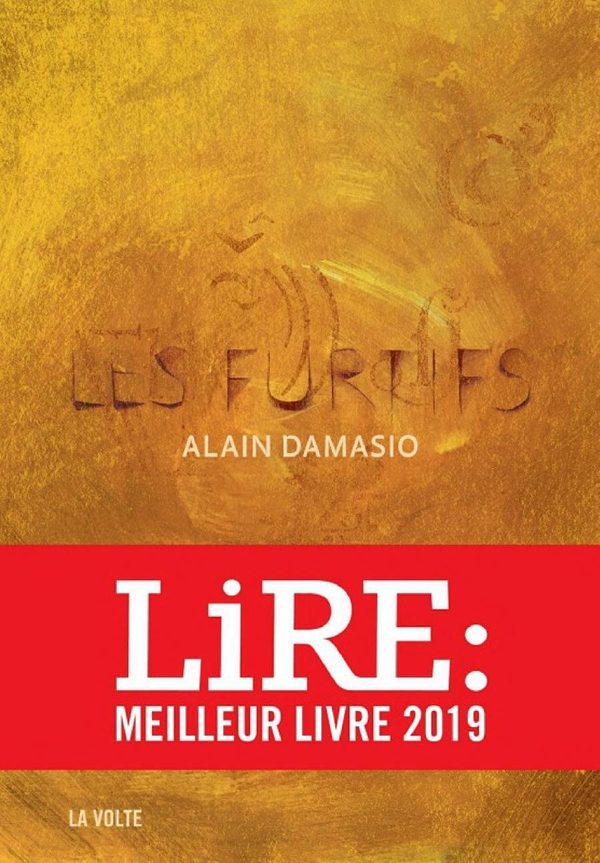 LES FURTIFS
ALAIN DAMASIO
LiRE:
MEILLEUR LIVRE 2019
LA VOLTE